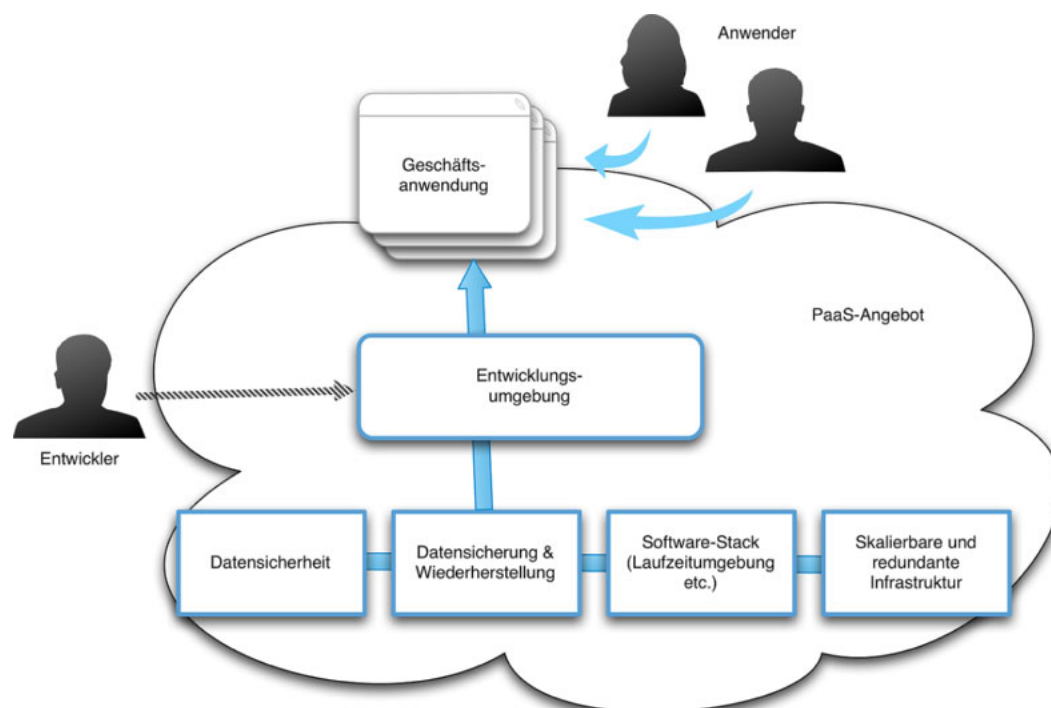 Anwender
Geschäfts-
anwendung
PaaS-Angebot
Entwicklungs-
umgebung
Entwickler
Datensicherheit
Datensicherung &
Wiederherstellung
Software-Stack
(Laufzeitumgebung
etc.)
Skalierbare und
redundante
Infrastruktur